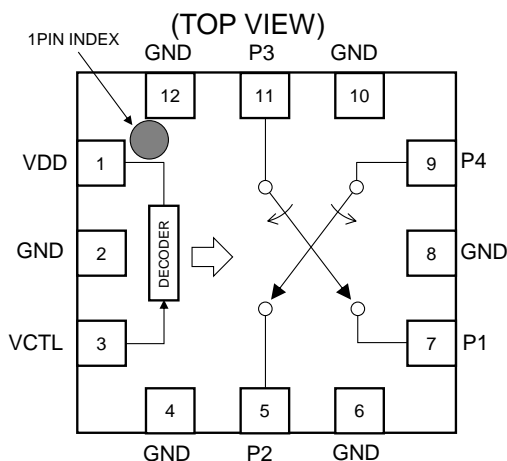 (TOP VIEW)
1PIN INDEX
GND P3 GND
12 11 10
VDD 1 9 P4
GND 2 DECODER 8 GND
VCTL 3 7 P1
4 5 6
GND P2 GND